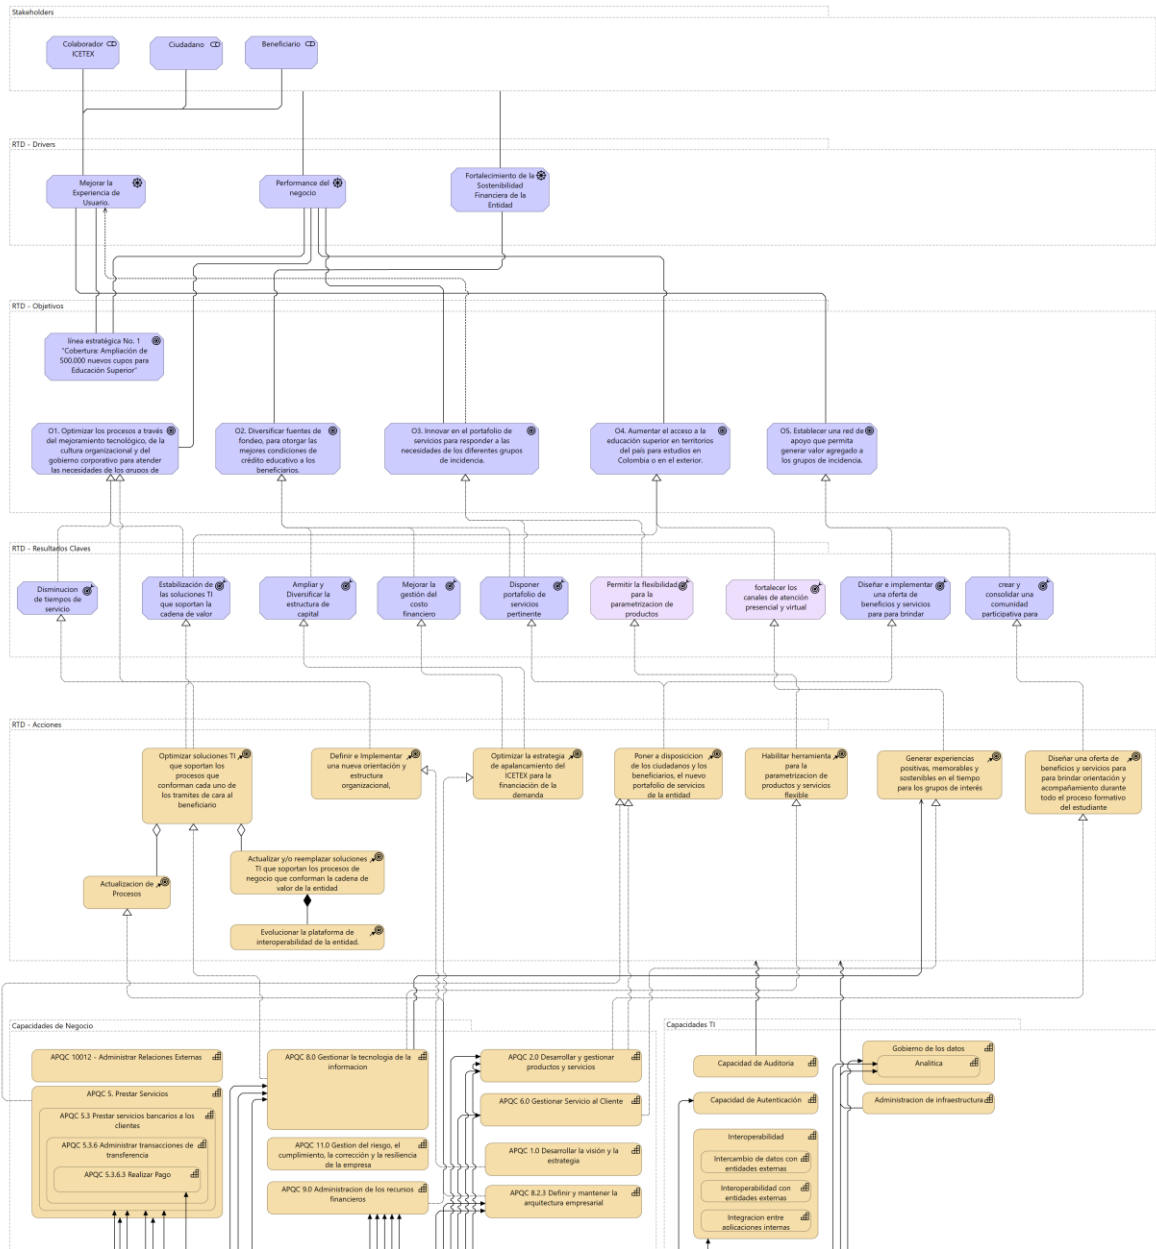 Stakeholders
Colaborador
ICETEX
Ciudadano
Beneficiario
RTD - Drivers
Mejorar la
Experiencia de
Usuario.
Performance del
negocio
Fortalecimiento de la
Sostenibilidad
Financiera de la
Entidad
RTD - Objetivos
línea estratégica No. 1
"Cobertura: Ampliación de
500.000 nuevos cupos para
Educación Superior"
O1. Optimizar los procesos a través
del mejoramiento tecnológico, de la
cultura organizacional y del
gobierno corporativo para atender
las necesidades de los grupos de
O2. Diversificar fuentes de
fondeo, para otorgar las
mejores condiciones de
crédito educativo a los
beneficiarios.
O3. Innovar en el portafolio de
servicios para responder a las
necesidades de los diferentes grupos
de incidencia.
O4. Aumentar el acceso a la
educación superior en territorios
del país para estudios en
Colombia o en el exterior.
O5. Establecer una red de
apoyo que permita
generar valor agregado a
los grupos de incidencia.
RTD - Resultados Claves
Disminucion
de tiempos de
servicio
Estabilización de
las soluciones TI
que soportan la
cadena de valor
Ampliar y
Diversificar la
estructura de
capital
Mejorar la
gestión del
costo
financiero
Disponer
portafolio de
servicios
pertinente
Permitir la flexibilidad
para la
parametrizacion de
productos
fortalecer los
canales de atención
presencial y virtual
Diseñar e implementar
una oferta de
beneficios y servicios
para para brindar
crear y
consolidar una
comunidad
participativa para
RTD - Acciones
Optimizar soluciones TI
que soportan los
procesos que
conforman cada uno de
los tramites de cara al
beneficiario
Definir e Implementar
una nueva orientación y
estructura
organizacional,
Optimizar la estrategia
de apalancamiento del
ICETEX para la
financiación de la
demanda
Poner a disposicicion
de los ciudadanos y los
beneficiarios, el nuevo
portafolio de servicios
de la entidad
Habilitar herramienta
para la
parametrizacion de
productos y servicios
flexible
Generar experiencias
positivas, memorables y
sostenibles en el tiempo
para los grupos de interés
Diseñar una oferta de
beneficios y servicios para
para brindar orientación y
acompañamiento durante
todo el proceso formativo
del estudiante
Actualizacion de
Procesos
Actualizar y/o reemplazar soluciones
TI que soportan los procesos de
negocio que conforman la cadena de
valor de la entidad
Evolucionar la plataforma de
interoperabilidad de la entidad.
Capacidades de Negocio
APQC 10012 - Administrar Relaciones Externas
APQC 5. Prestar Servicios
APQC 5.3 Prestar servicios bancarios a los
clientes
APQC 5.3.6 Administrar transacciones de
transferencia
APQC 5.3.6.3 Realizar Pago
APQC 8.0 Gestionar la tecnologia de la
informacion
APQC 11.0 Gestion del riesgo, el
cumplimiento, la corrección y la resiliencia
de la empresa
APQC 9.0 Administracion de los recursos
financieros
APQC 2.0 Desarrollar y gestionar
productos y servicios
APQC 6.0 Gestionar Servicio al Cliente
APQC 1.0 Desarrollar la visión y la
estrategia
APQC 8.2.3 Definir y mantener la
arquitectura empresarial
Capacidades TI
Capacidad de Auditoria
Capacidad de Autenticación
Interoperabilidad
Intercambio de datos con
entidades externas
Interoperabilidad con
entidades externas
Integracion entre
aplicaciones internas
Gobierno de los datos
Analitica
Administracion de infraestructura